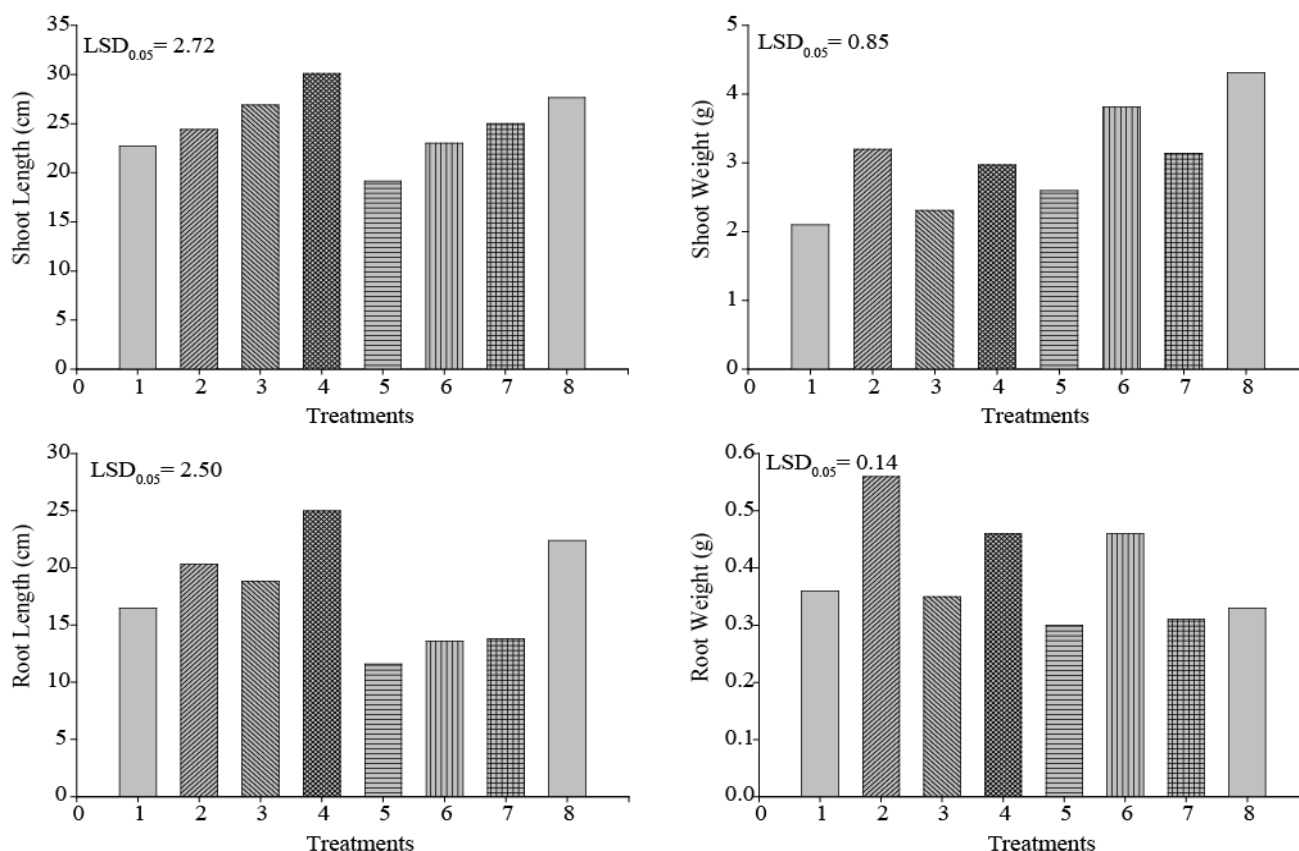 LSD0.05= 2.72
Shoot Length (cm)
35
30
25
20
15
10
5
0
0 1 2 3 4 5 6 7 8
Treatments
LSD0.05= 0.85
Shoot Weight (g)
5
4
3
2
1
0
0 1 2 3 4 5 6 7 8
Treatments
LSD0.05= 2.50
Root Length (cm)
30
25
20
15
10
5
0
0 1 2 3 4 5 6 7 8
Treatments
LSD0.05= 0.14
Root Weight (g)
0.6
0.5
0.4
0.3
0.2
0.1
0.0
0 1 2 3 4 5 6 7 8
Treatments